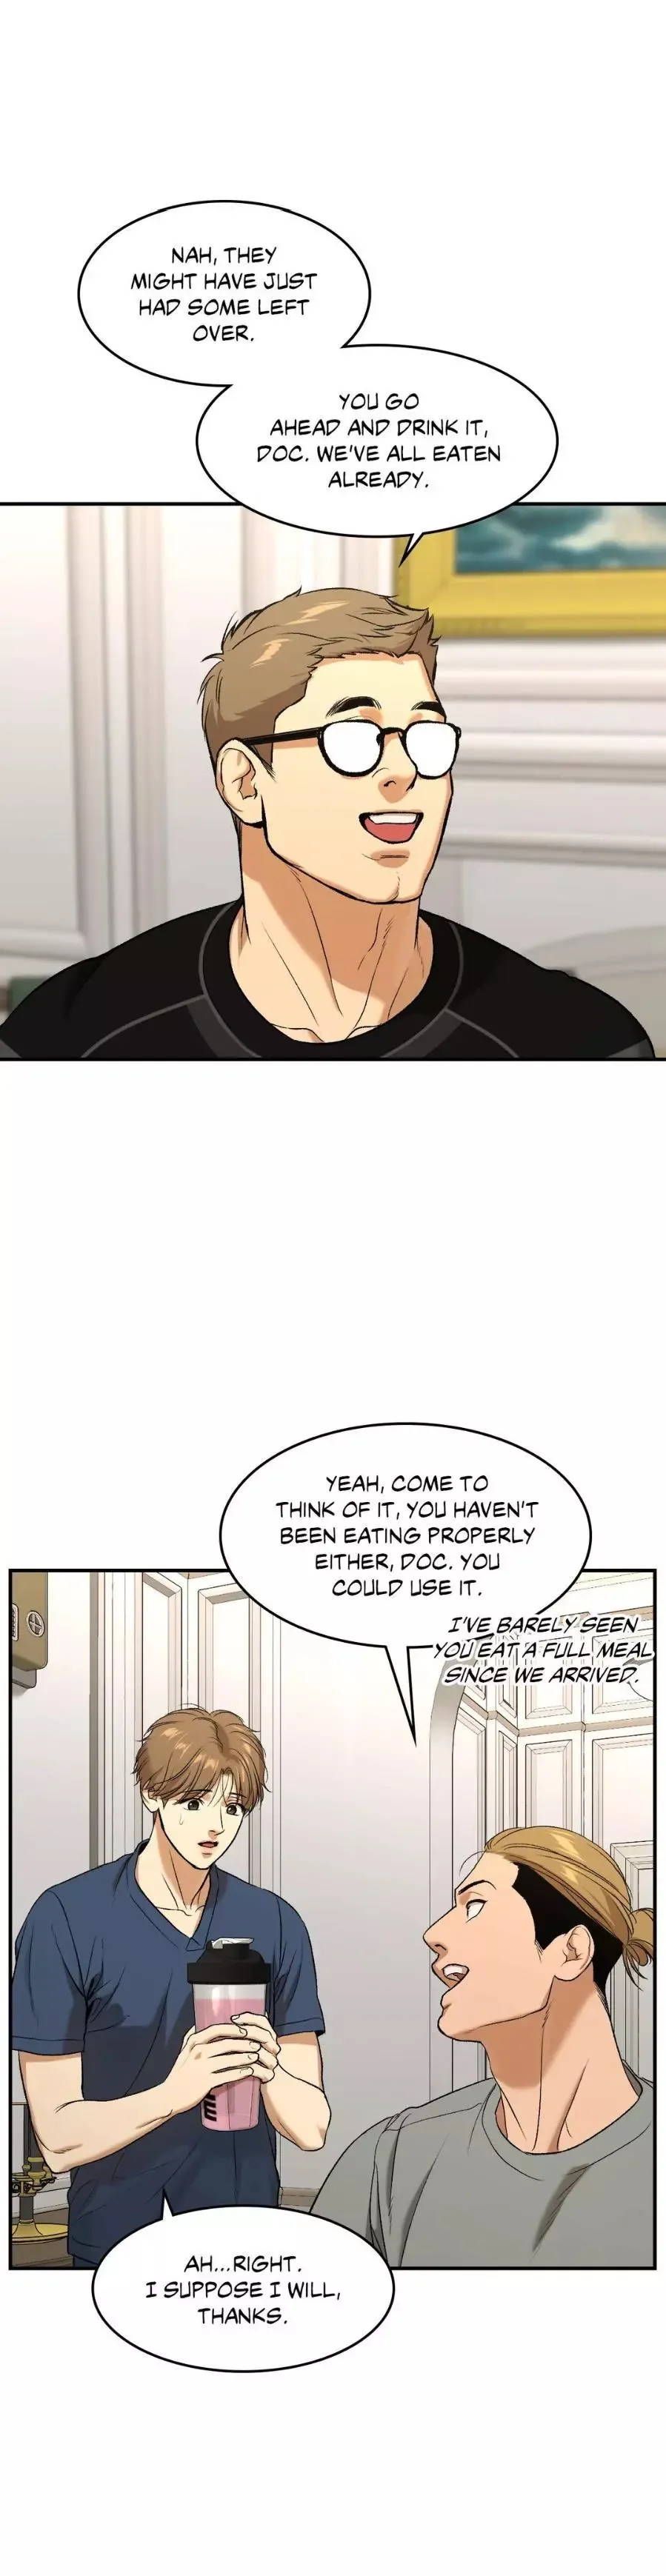 NAH, THEY
MIGHT HAVE JUST
HAD SOME LEFT
OVER.
YOU GO
AHEAD AND DRINK IT,
DOC. WE'VE ALL EATEN
ALREADY.
YEAH, COME TO
THINK OF IT, YOU HAVEN'T
BEEN EATING PROPERLY
EITHER, DOC. YOU
COULD USE IT.
I'VE BARELY SEEN
YOU EAT A FULL MEAL
SINCE WE ARRIVED.
AH...RIGHT.
I SUPPOSE I WILL,
THANKS.